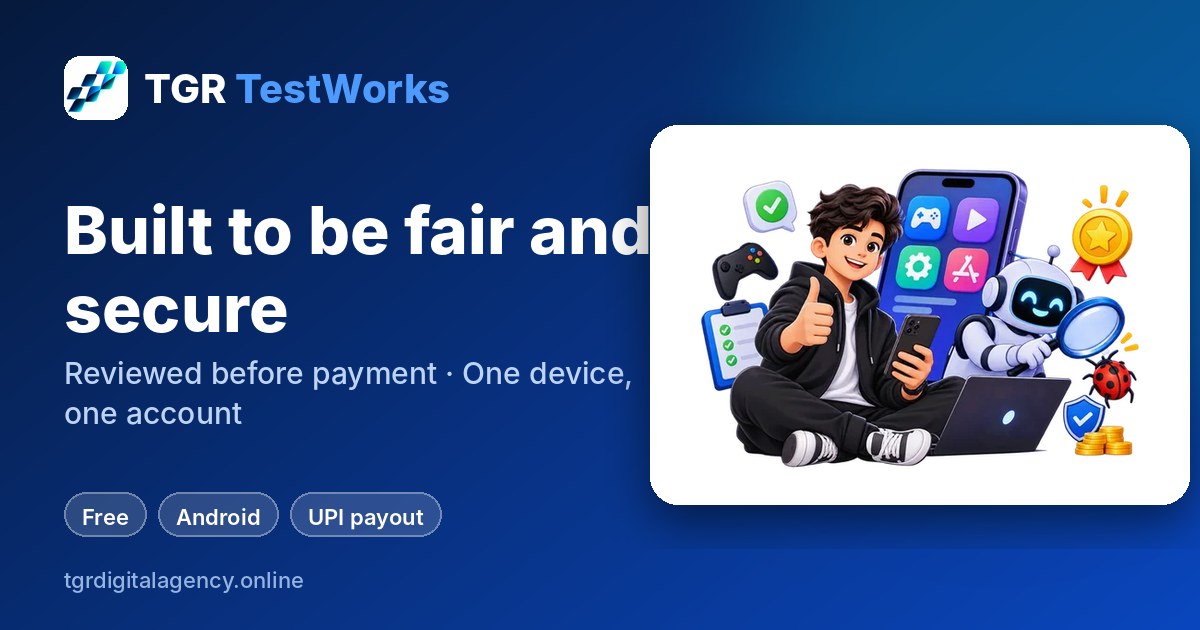 TGR TestWorks
Built to be fair and
secure
Reviewed before payment · One device,
one account
Free
Android
UPI payout
tgrdigitalagency.online